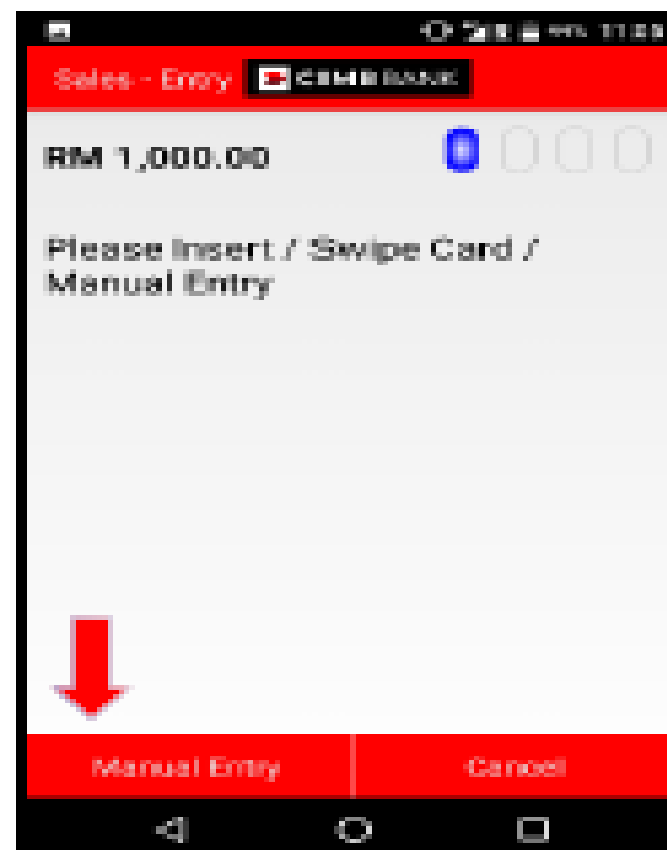 Sales - Entry CIMB BANK
RM 1,000.00
Please Insert / Swipe Card /
Manual Entry
Manual Entry
Cancel